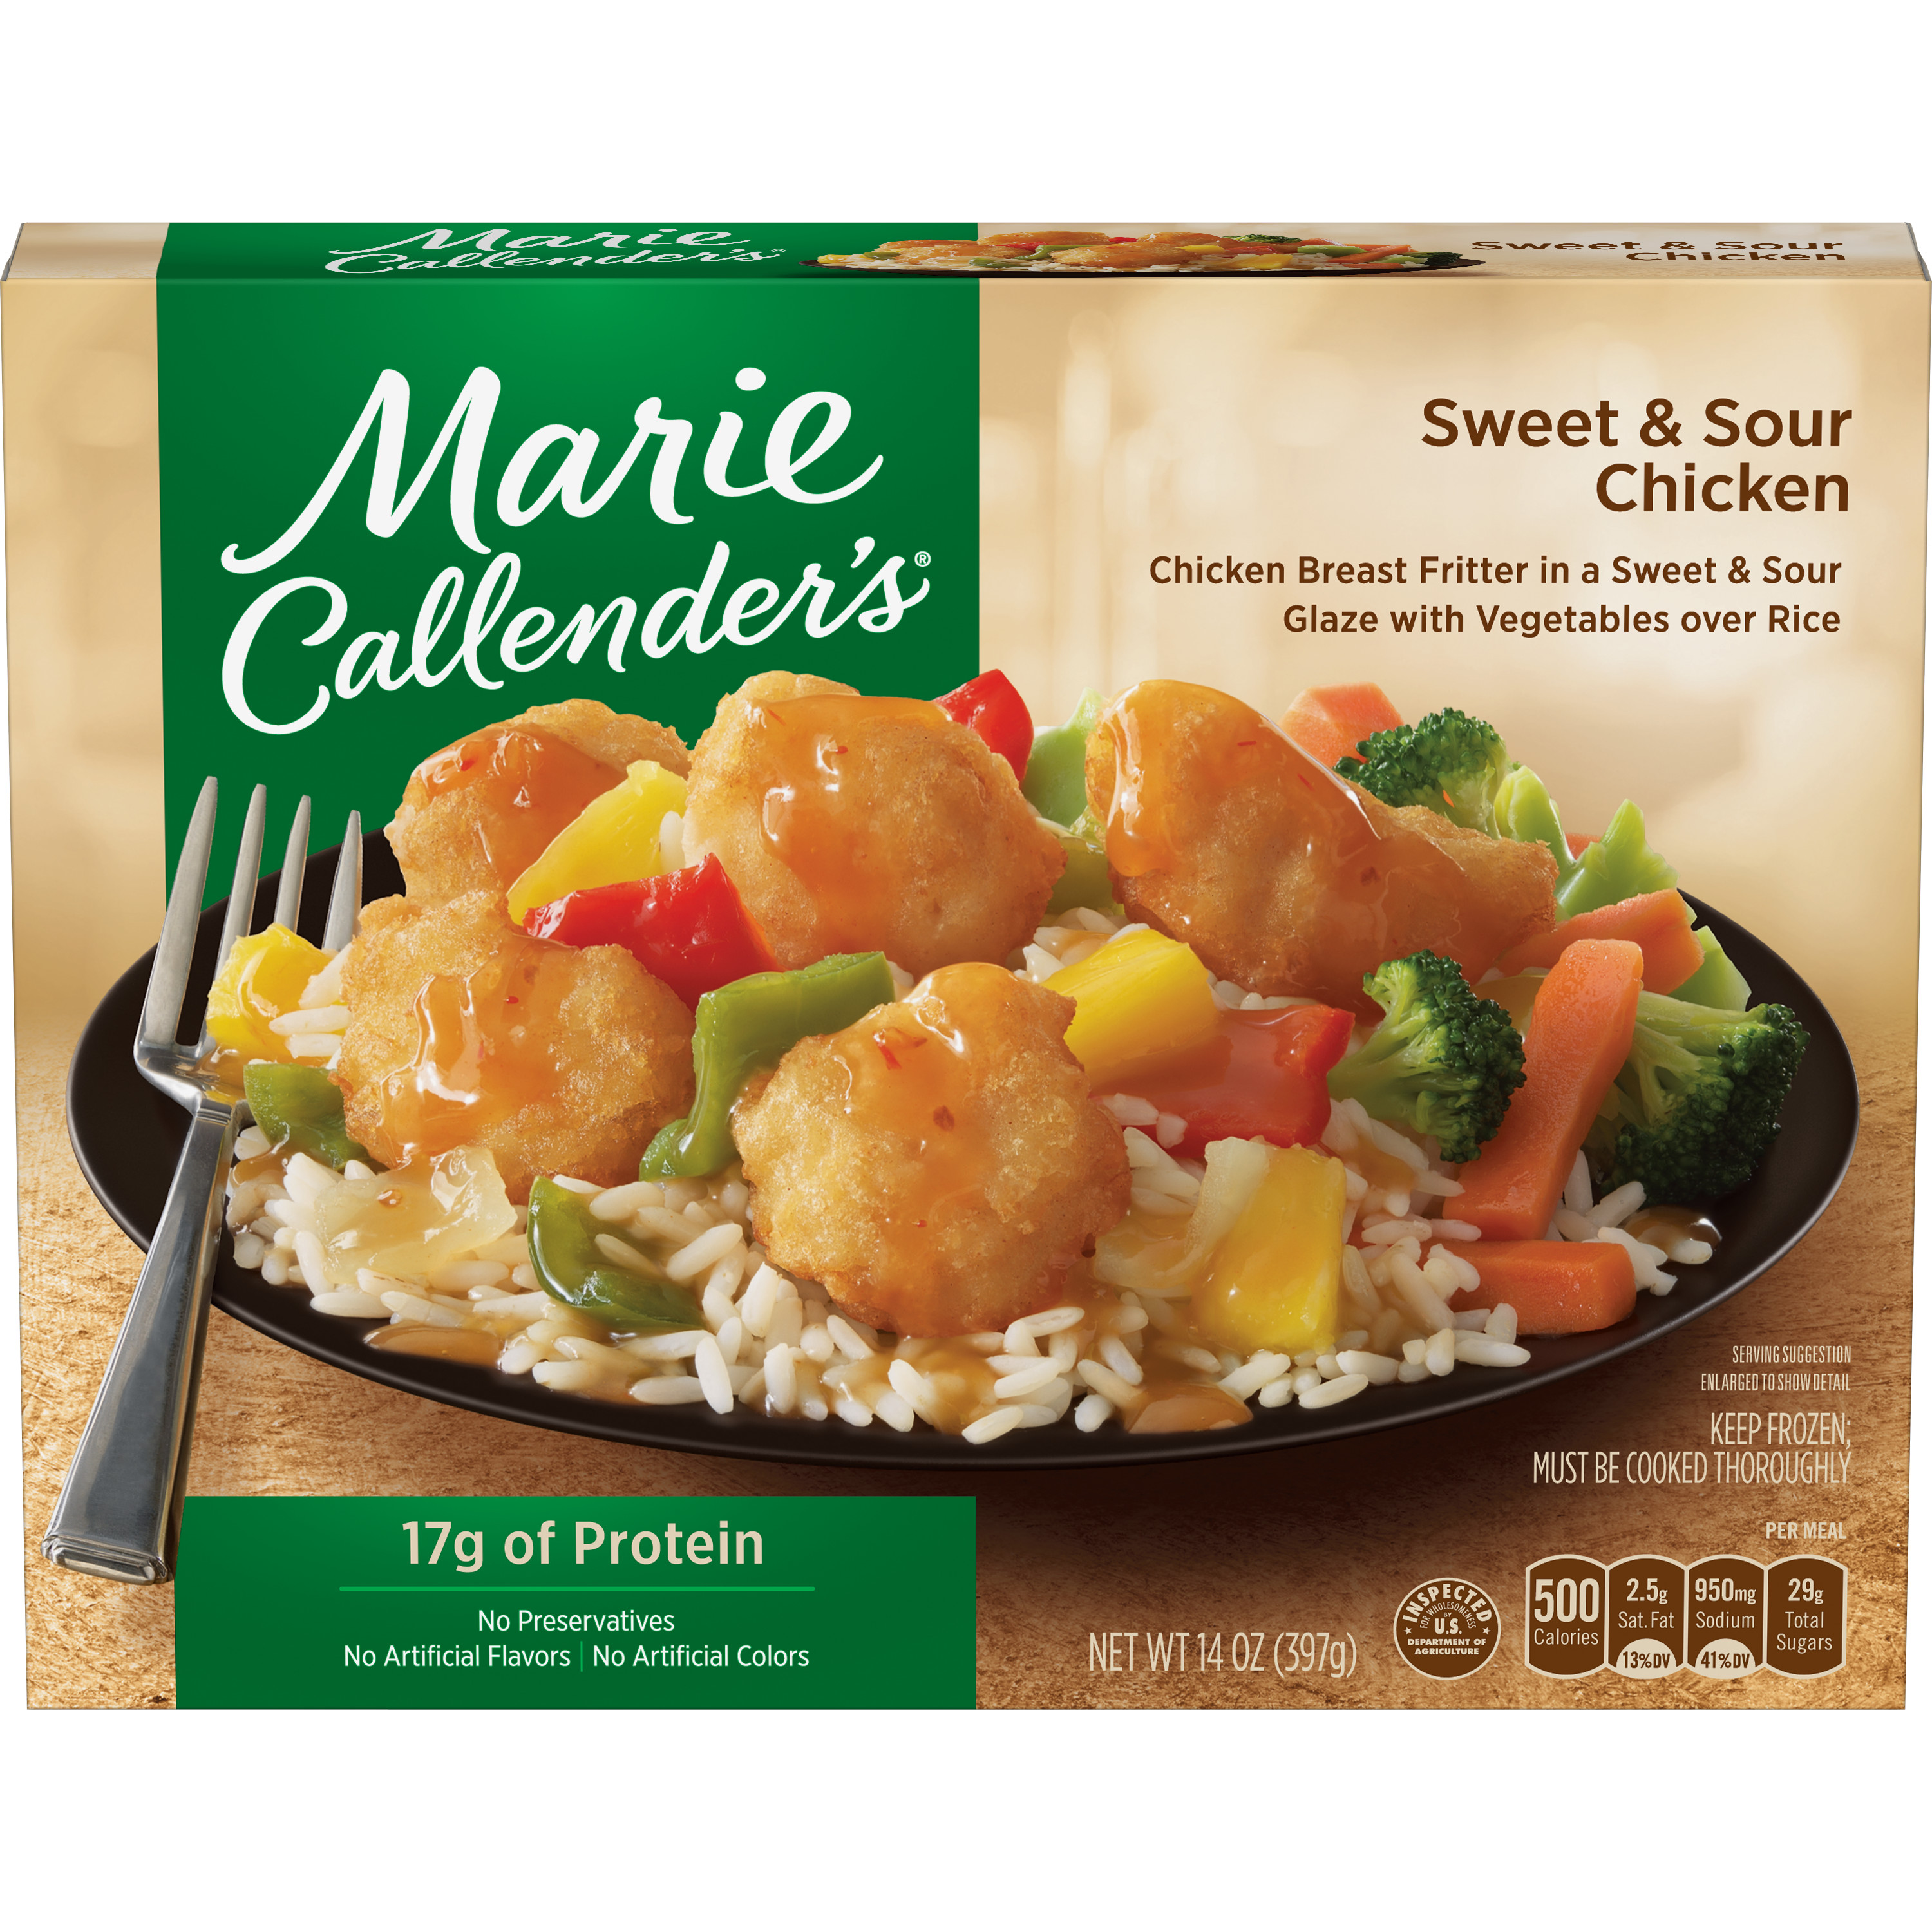 Marie
Callender's®
Sweet & Sour
Chicken
Marie
Callender's®
Sweet & Sour
Chicken
Chicken Breast Fritter in a Sweet & Sour
Glaze with Vegetables over Rice
SERVING SUGGESTION
ENLARGED TO SHOW DETAIL
KEEP FROZEN;
MUST BE COOKED THOROUGHLY
17g of Protein
No Preservatives
No Artificial Flavors | No Artificial Colors
NET WT 14 OZ (397g)
INSPECTED
FOR WHOLESOMENESS
BY
U.S.
DEPARTMENT OF
AGRICULTURE
PER MEAL
500
Calories
2.5g
Sat. Fat
13% DV
950mg
Sodium
41% DV
29g
Total
Sugars